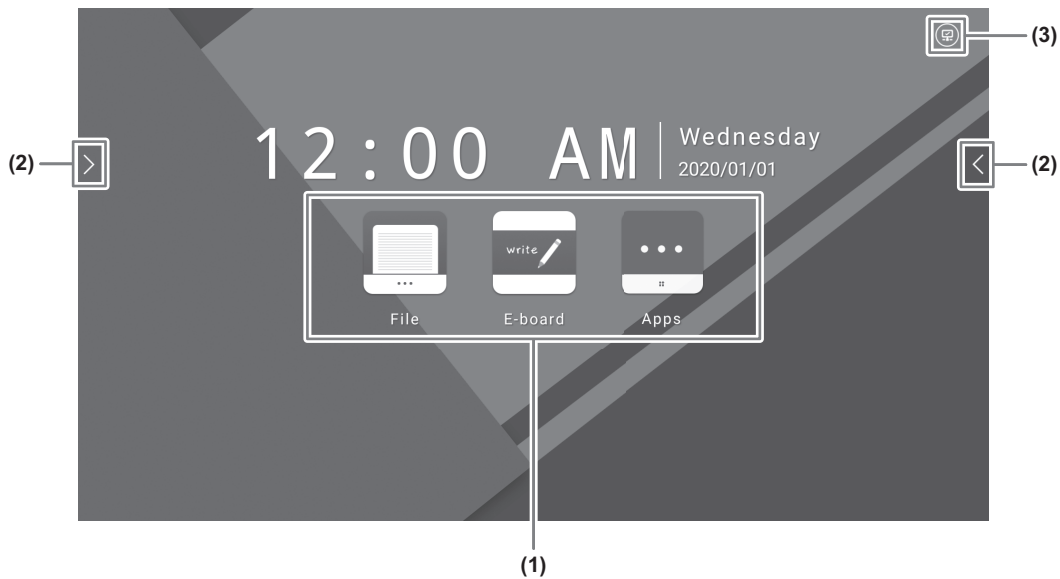 (3)
12:00 AM
Wednesday
2020/01/01
(2)
(2)
write
File E-board Apps
(1)